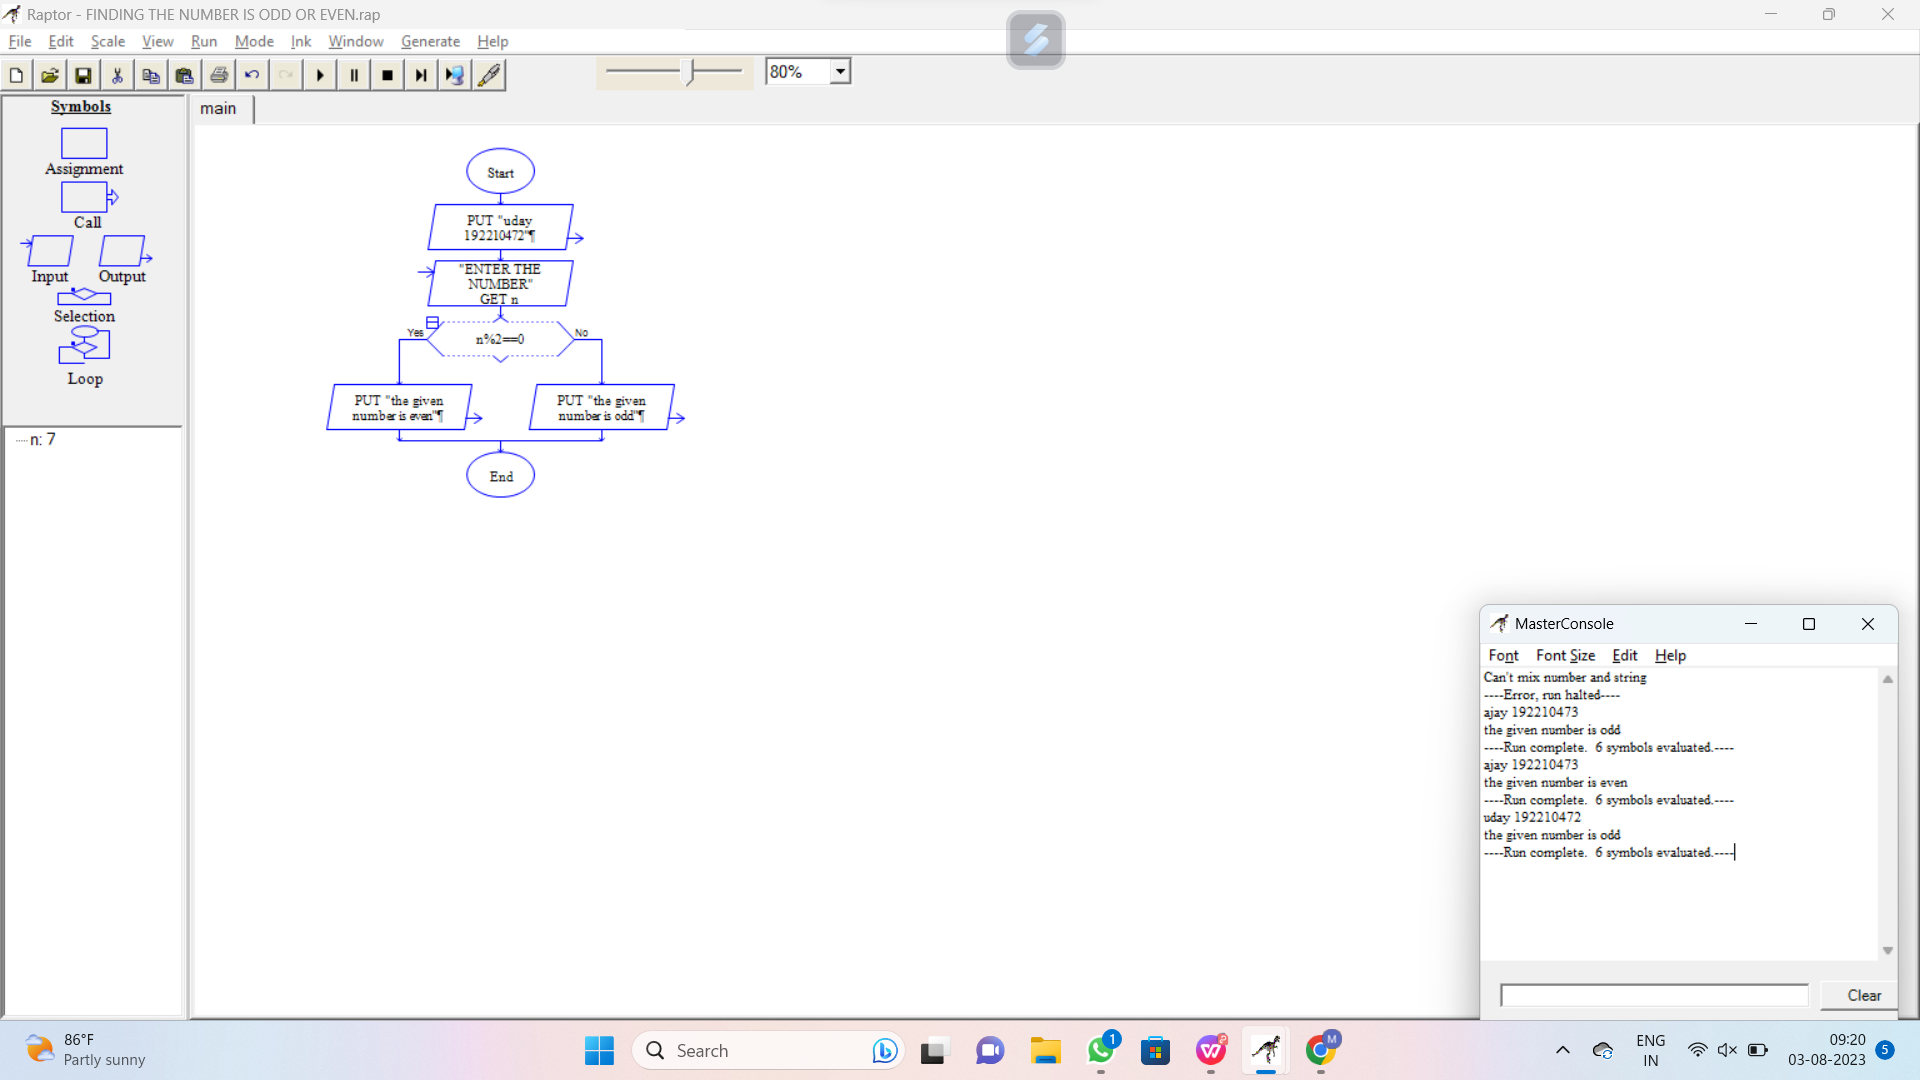 Raptor - FINDING THE NUMBER IS ODD OR EVEN.rap
File Edit Scale View Run Mode Ink Window Generate Help
80%
Symbols
Assignment
Call
Input Output
Selection
Loop
n: 7
main
Start
PUT "uday
192210472"¶
"ENTER THE
NUMBER"
GET n
Yes
n%2==0
No
PUT "the given
number is even"¶
PUT "the given
number is odd"¶
End
MasterConsole
Font Font Size Edit Help
Can't mix number and string
----Error, run halted----
ajay 192210473
the given number is odd
----Run complete.  6 symbols evaluated.----
ajay 192210473
the given number is even
----Run complete.  6 symbols evaluated.----
uday 192210472
the given number is odd
----Run complete.  6 symbols evaluated.----
Clear
86°F
Partly sunny
Search
1
M
ENG
IN
09:20
03-08-2023
5